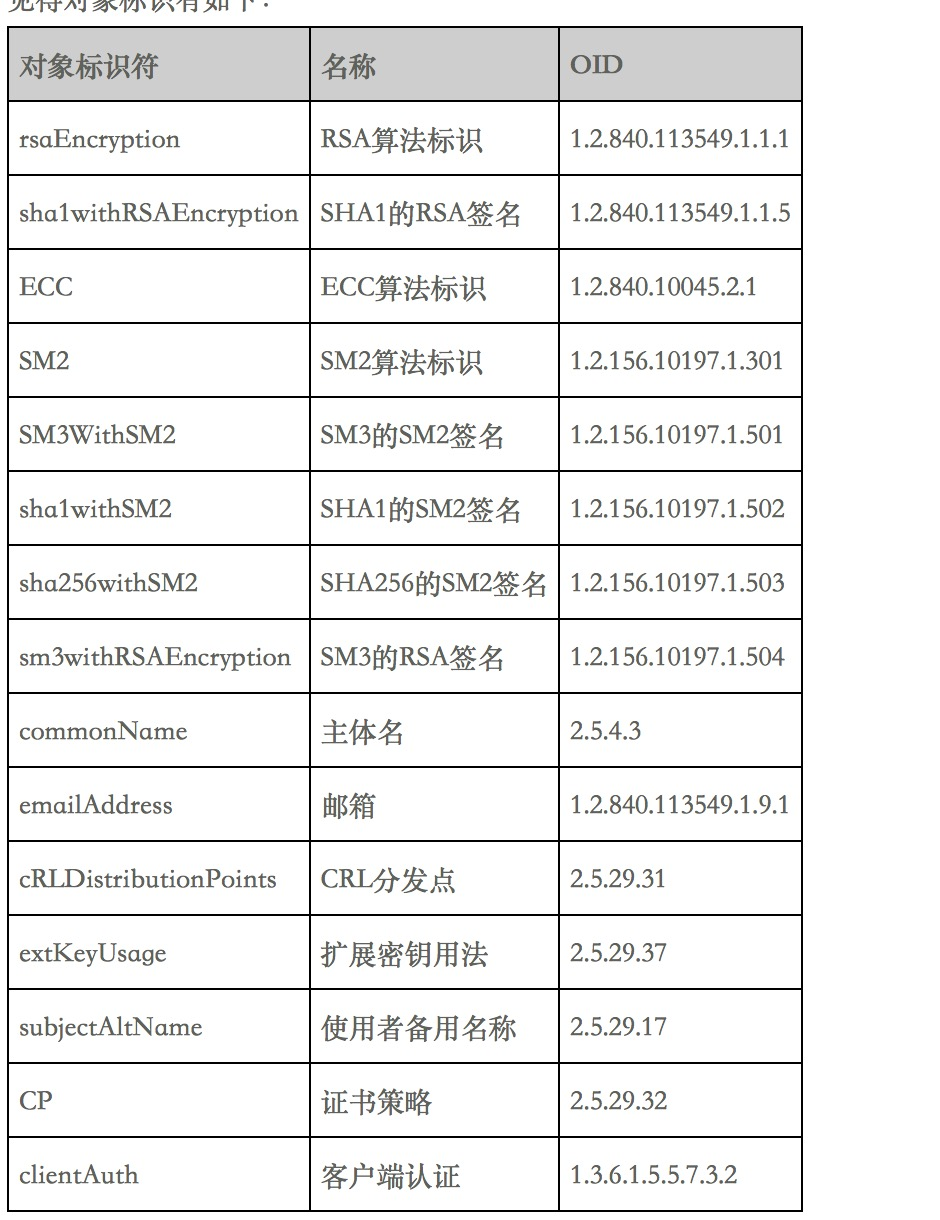 见得对象标识有如下：
对象标识符 名称 OID
rsaEncryption RSA算法标识 1.2.840.113549.1.1.1
sha1withRSAEncryption SHA1的RSA签名 1.2.840.113549.1.1.5
ECC ECC算法标识 1.2.840.10045.2.1
SM2 SM2算法标识 1.2.156.10197.1.301
SM3WithSM2 SM3的SM2签名 1.2.156.10197.1.501
sha1withSM2 SHA1的SM2签名 1.2.156.10197.1.502
sha256withSM2 SHA256的SM2签名 1.2.156.10197.1.503
sm3withRSAEncryption SM3的RSA签名 1.2.156.10197.1.504
commonName 主体名 2.5.4.3
emailAddress 邮箱 1.2.840.113549.1.9.1
cRLDistributionPoints CRL分发点 2.5.29.31
extKeyUsage 扩展密钥用法 2.5.29.37
subjectAltName 使用者备用名称 2.5.29.17
CP 证书策略 2.5.29.32
clientAuth 客户端认证 1.3.6.1.5.5.7.3.2